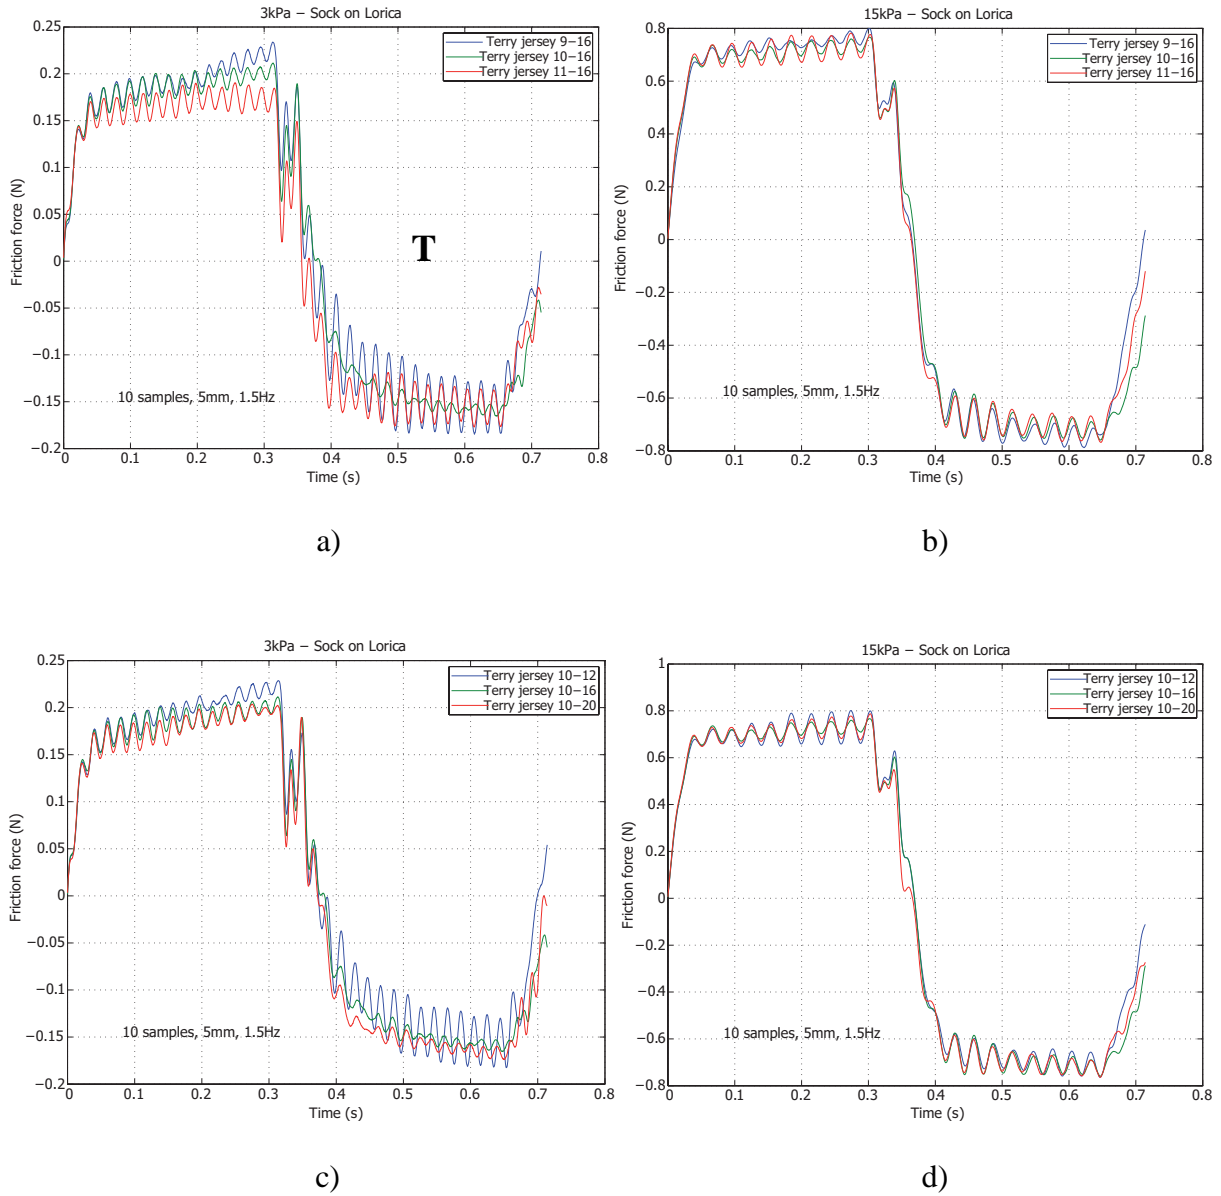 3kPa − Sock on Lorica
0.25
0.2
0.15
0.1
0.05
0
−0.05
−0.1
−0.15
−0.2
Friction force (N)
Terry jersey 9−16
Terry jersey 10−16
Terry jersey 11−16
T
10 samples, 5mm, 1.5Hz
0 0.1 0.2 0.3 0.4 0.5 0.6 0.7 0.8
Time (s)
a)
15kPa − Sock on Lorica
0.8
0.6
0.4
0.2
0
−0.2
−0.4
−0.6
−0.8
Friction force (N)
Terry jersey 9−16
Terry jersey 10−16
Terry jersey 11−16
10 samples, 5mm, 1.5Hz
0 0.1 0.2 0.3 0.4 0.5 0.6 0.7 0.8
Time (s)
b)
3kPa − Sock on Lorica
0.25
0.2
0.15
0.1
0.05
0
−0.05
−0.1
−0.15
−0.2
Friction force (N)
Terry jersey 10−12
Terry jersey 10−16
Terry jersey 10−20
10 samples, 5mm, 1.5Hz
0 0.1 0.2 0.3 0.4 0.5 0.6 0.7 0.8
Time (s)
c)
15kPa − Sock on Lorica
1
0.8
0.6
0.4
0.2
0
−0.2
−0.4
−0.6
−0.8
Friction force (N)
Terry jersey 10−12
Terry jersey 10−16
Terry jersey 10−20
10 samples, 5mm, 1.5Hz
0 0.1 0.2 0.3 0.4 0.5 0.6 0.7 0.8
Time (s)
d)